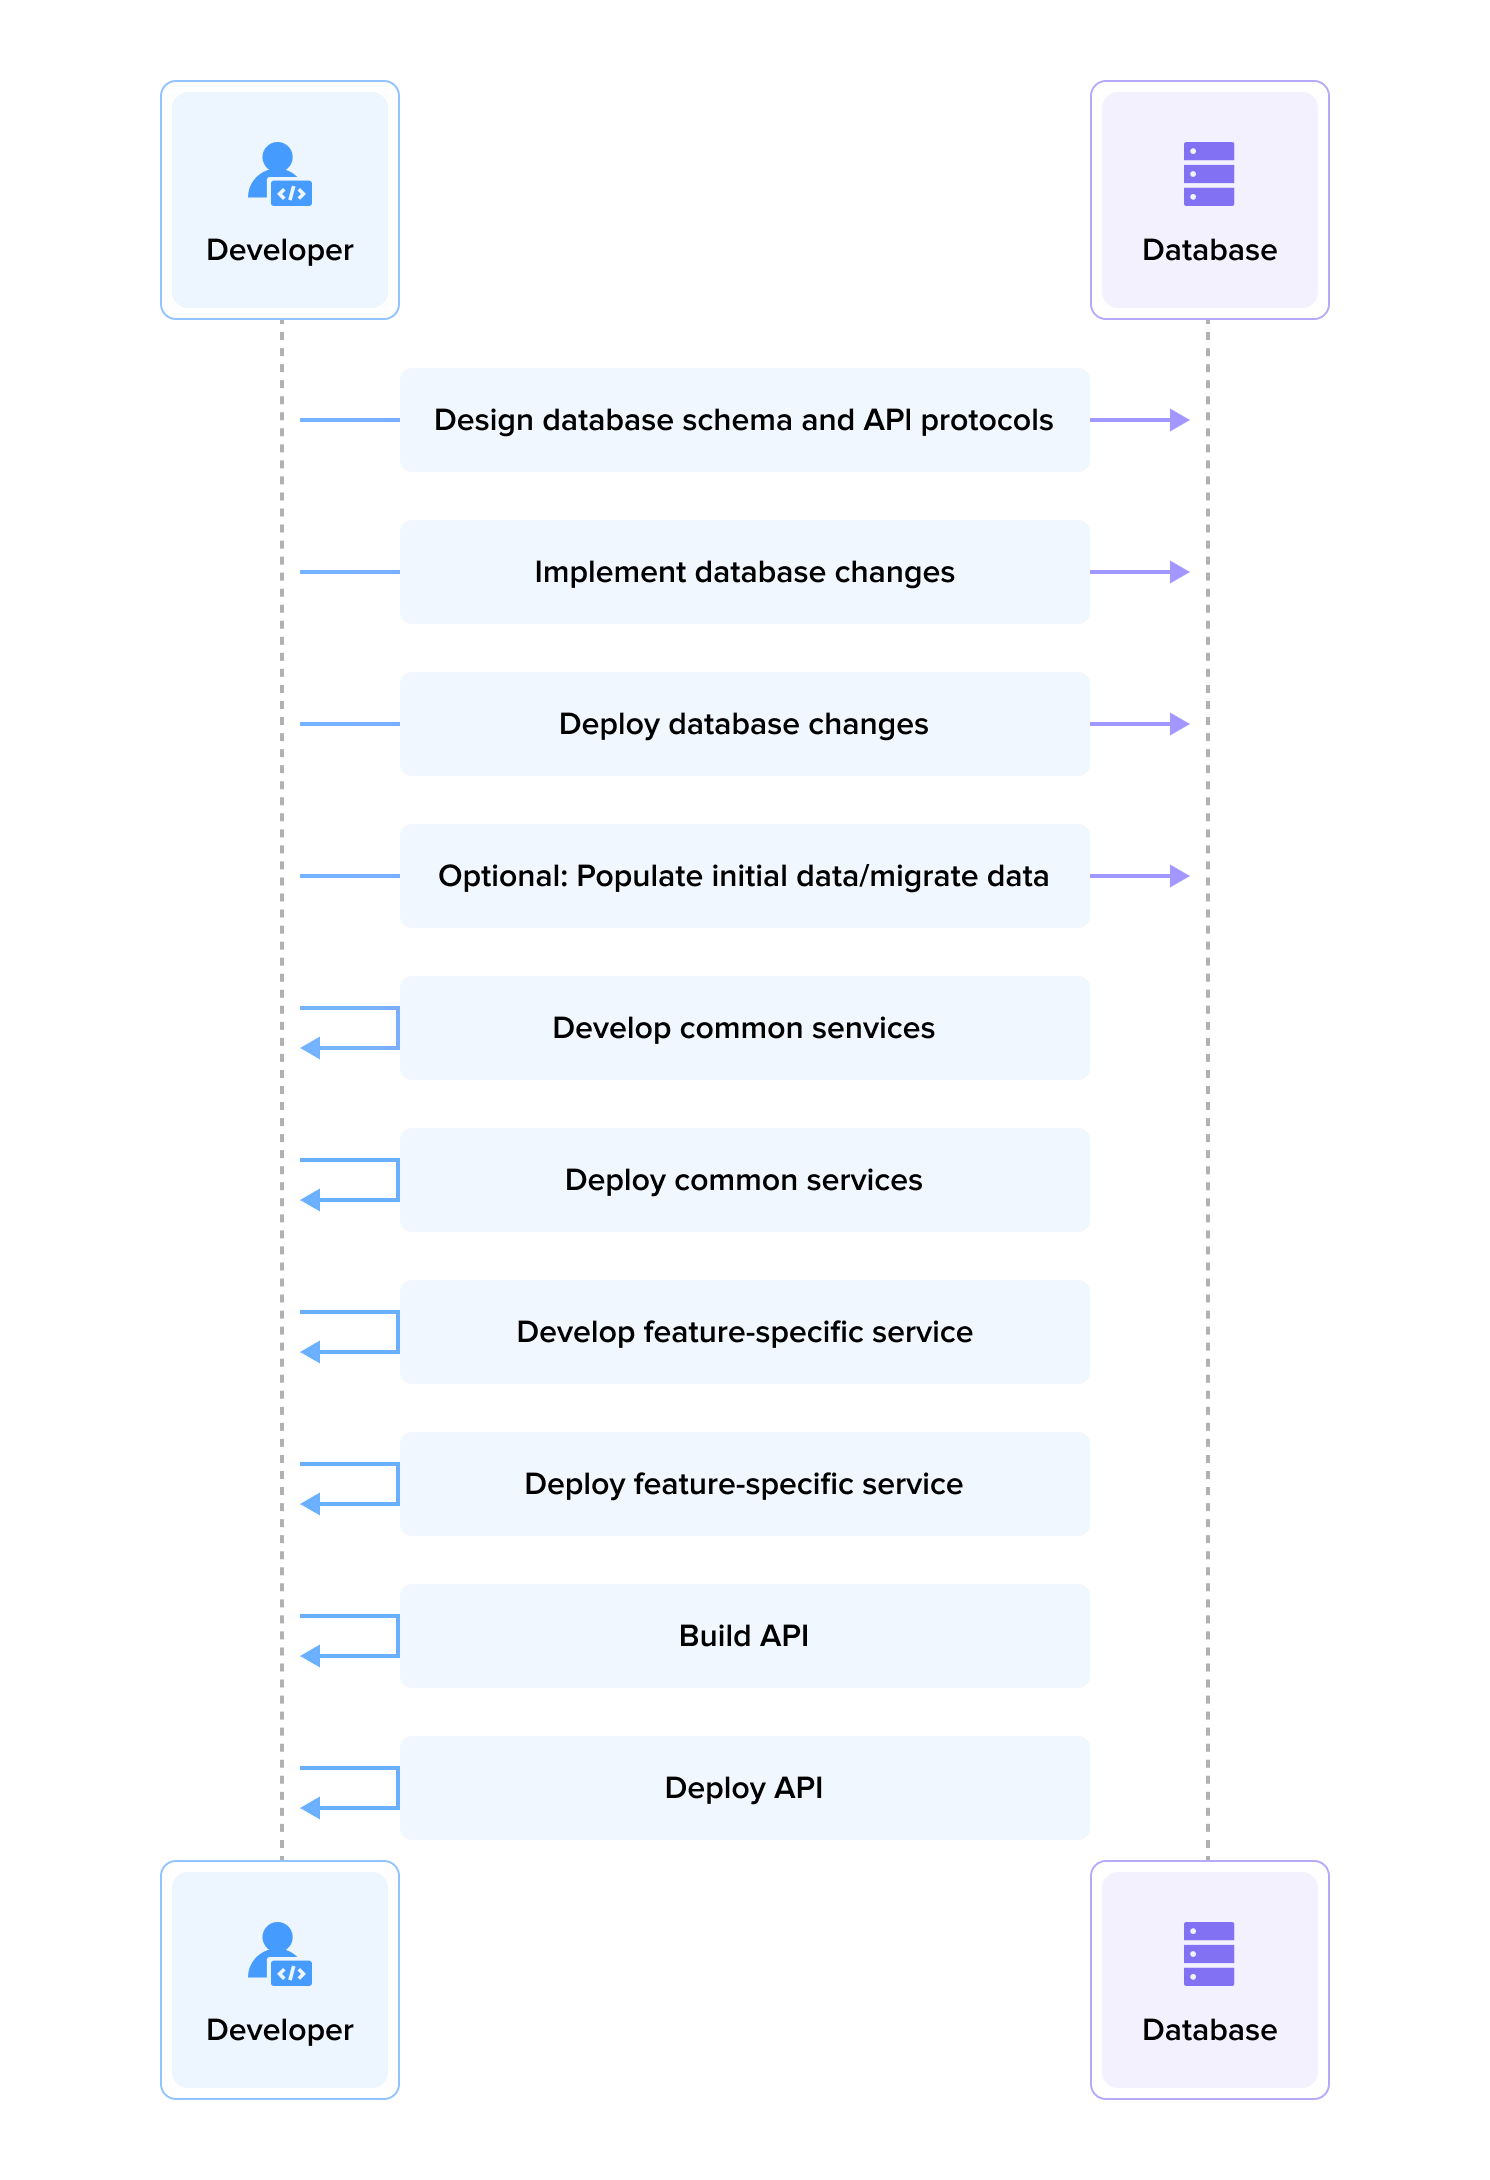 Developer
Database
Design database schema and API protocols
Implement database changes
Deploy database changes
Optional: Populate initial data/migrate data
Develop common senvices
Deploy common services
Develop feature-specific service
Deploy feature-specific service
Build API
Deploy API
Developer
Database